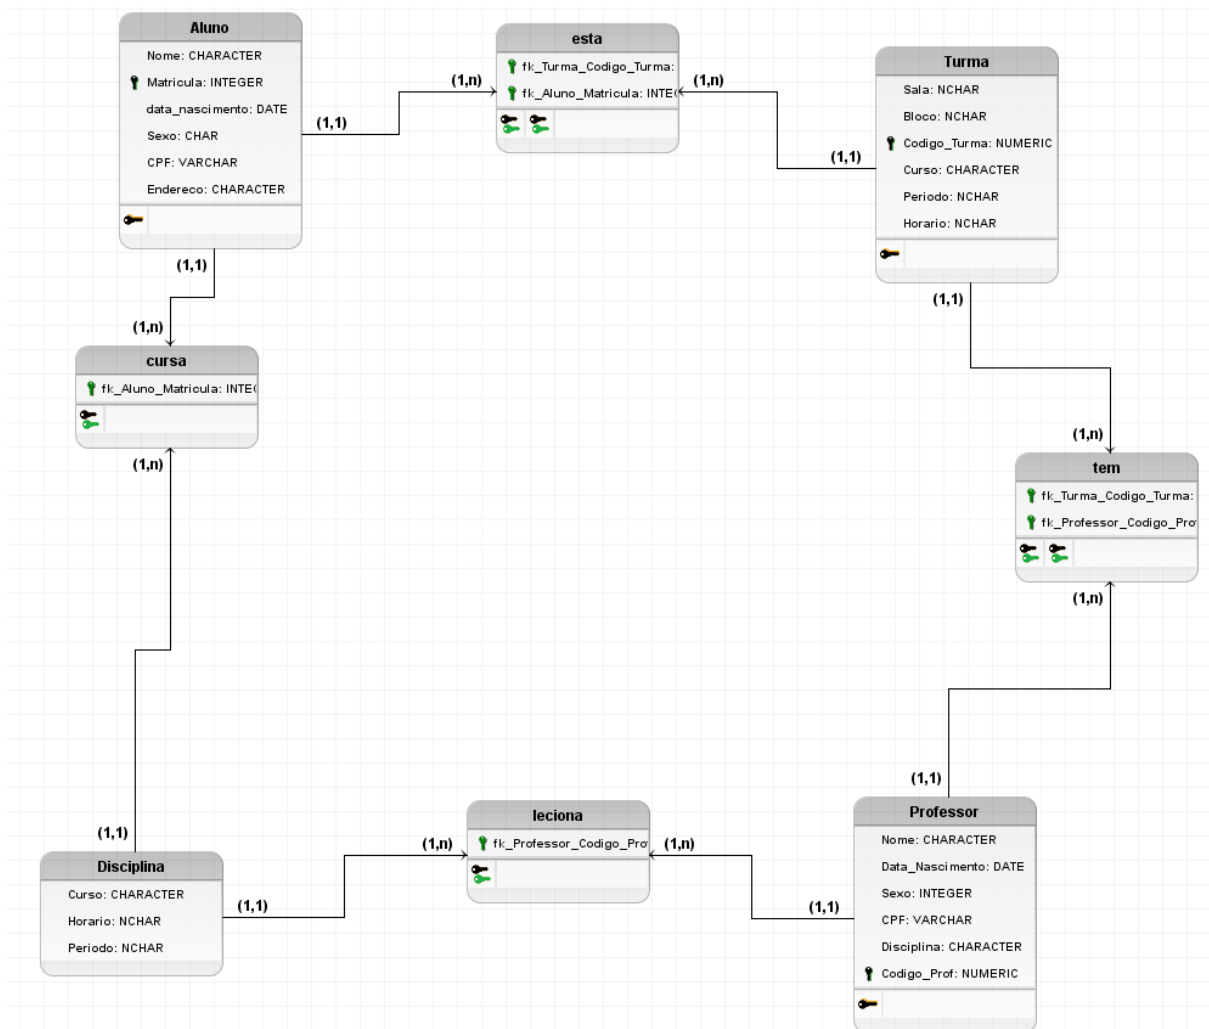 Aluno
Nome: CHARACTER
Matricula: INTEGER
data_nascimento: DATE
Sexo: CHAR
CPF: VARCHAR
Endereco: CHARACTER
(1,1)
(1,n)
esta
fk_Turma_Codigo_Turma:
fk_Aluno_Matricula: INTE
(1,n)
(1,1)
Turma
Sala: NCHAR
Bloco: NCHAR
Codigo_Turma: NUMERIC
Curso: CHARACTER
Periodo: NCHAR
Horario: NCHAR
(1,1)
(1,n)
cursa
fk_Aluno_Matricula: INTE
(1,n)
(1,1)
(1,n)
tem
fk_Turma_Codigo_Turma:
fk_Professor_Codigo_Pro
(1,n)
(1,1)
Disciplina
Curso: CHARACTER
Horario: NCHAR
Periodo: NCHAR
(1,1)
(1,n)
leciona
fk_Professor_Codigo_Pro
(1,n)
(1,1)
(1,1)
Professor
Nome: CHARACTER
Data_Nascimento: DATE
Sexo: INTEGER
CPF: VARCHAR
Disciplina: CHARACTER
Codigo_Prof: NUMERIC